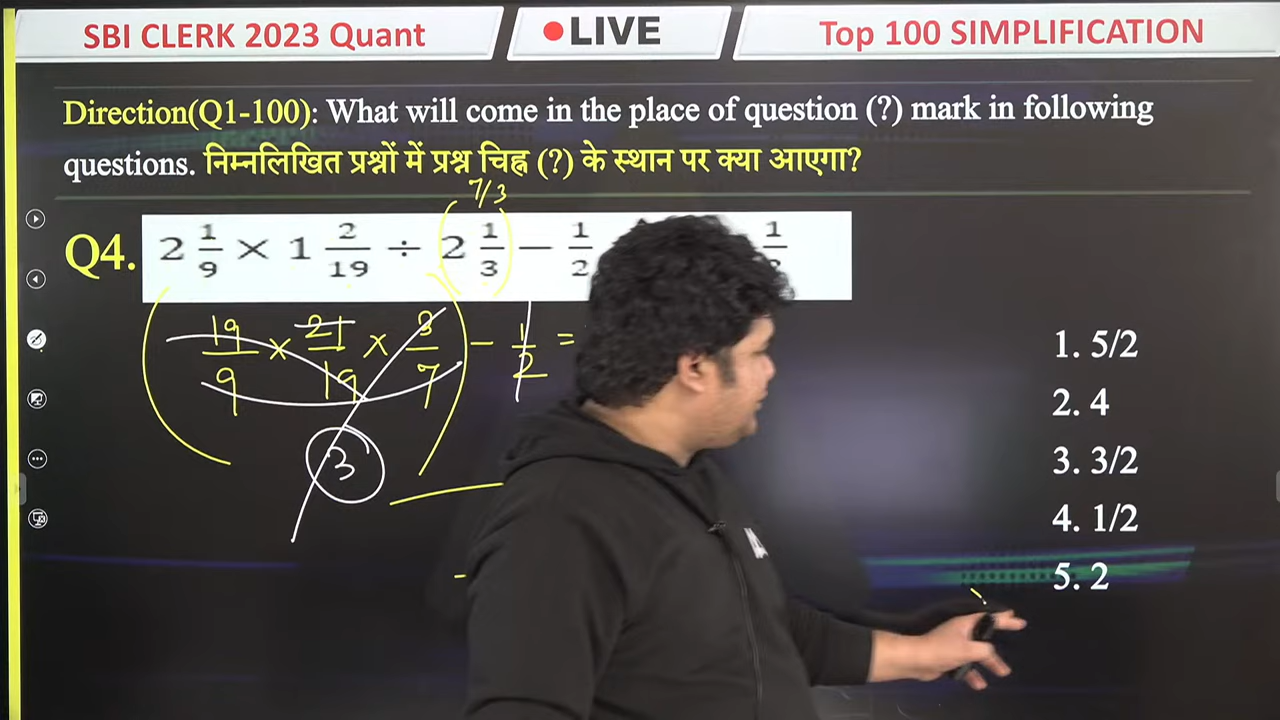 SBI CLERK 2023 Quant
LIVE
Top 100 SIMPLIFICATION
Direction(Q1-100): What will come in the place of question (?) mark in following
questions. निम्नलिखित प्रश्नों में प्रश्न चिह्न (?) के स्थान पर क्या आएगा?
7/3
Q4. 2 1/9 × 1 2/19 ÷ (2 1/3) − 1/2
(19/9 × 21/19 × 3/7) − 1/2 =
3
1. 5/2
2. 4
3. 3/2
4. 1/2
5. 2